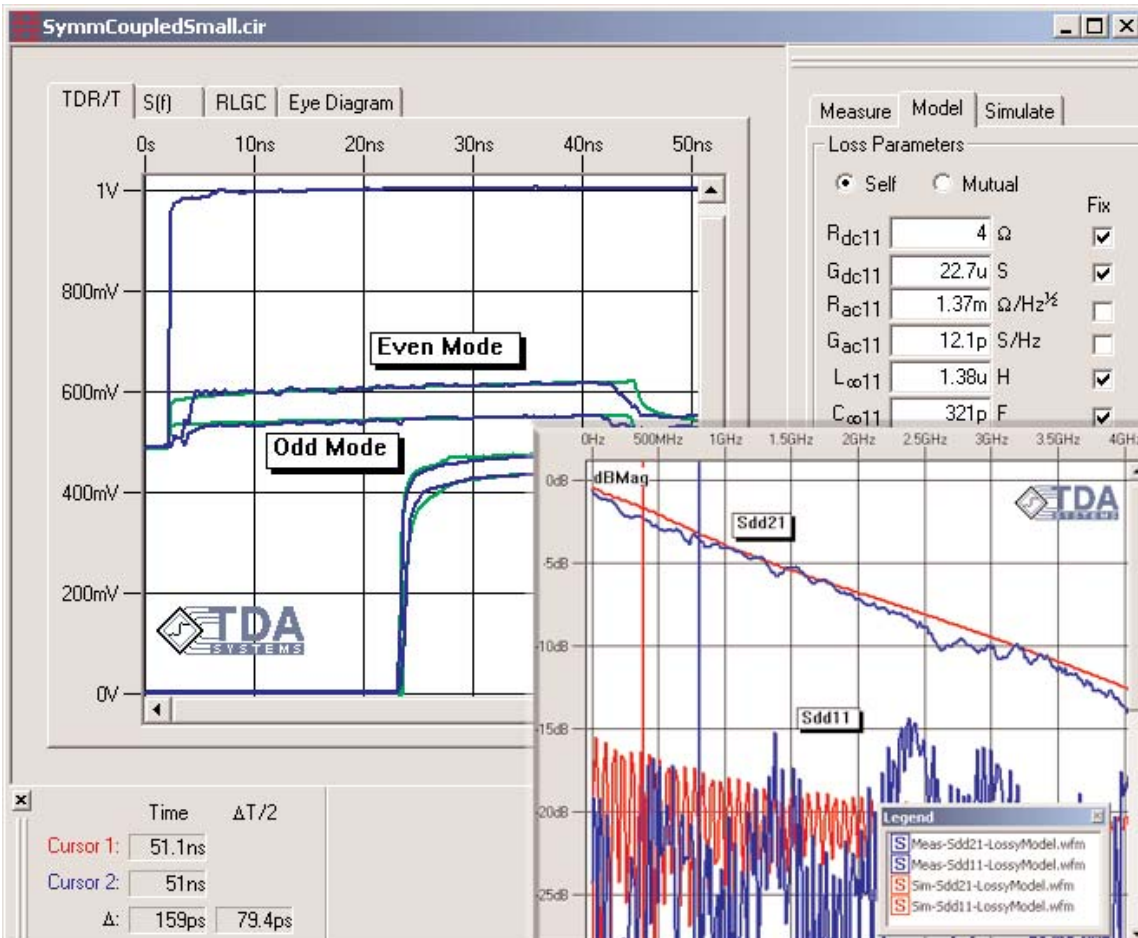 SymmCoupledSmall.cir
TDR/T S(f) RLGC Eye Diagram
0s 10ns 20ns 30ns 40ns 50ns
1V
800mV
600mV
400mV
200mV
0V
Even Mode
Odd Mode
TDA
SYSTEMS
Measure Model Simulate
Loss Parameters
Self Mutual
Fix
Rdc11 4 Ω
Gdc11 22.7u S
Rac11 1.37m Ω/Hz½
Gac11 12.1p S/Hz
L∞11 1.38u H
C∞11 321p F
0Hz 500MHz 1GHz 1.5GHz 2GHz 2.5GHz 3GHz 3.5GHz 4GHz
dBMag
0dB
-5dB
-10dB
-15dB
-20dB
-25dB
Sdd21
Sdd11
TDA
SYSTEMS
Legend
S Meas-Sdd21-LossyModel.wfm
S Meas-Sdd11-LossyModel.wfm
S Sim-Sdd21-LossyModel.wfm
S Sim-Sdd11-LossyModel.wfm
Time ΔT/2
Cursor 1: 51.1ns
Cursor 2: 51ns
Δ: 159ps 79.4ps